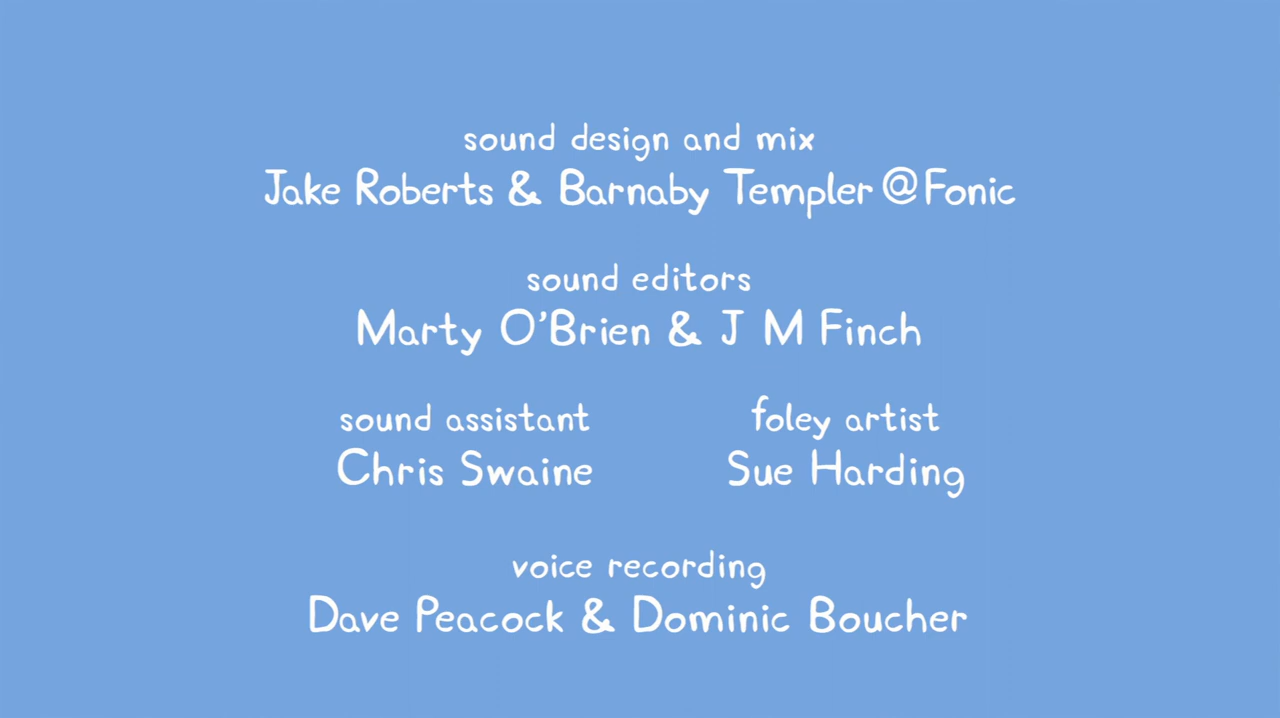 sound design and mix
Jake Roberts & Barnaby Templer @ Fonic
sound editors
Marty O'Brien & J M Finch
sound assistant
Chris Swaine
foley artist
Sue Harding
voice recording
Dave Peacock & Dominic Boucher